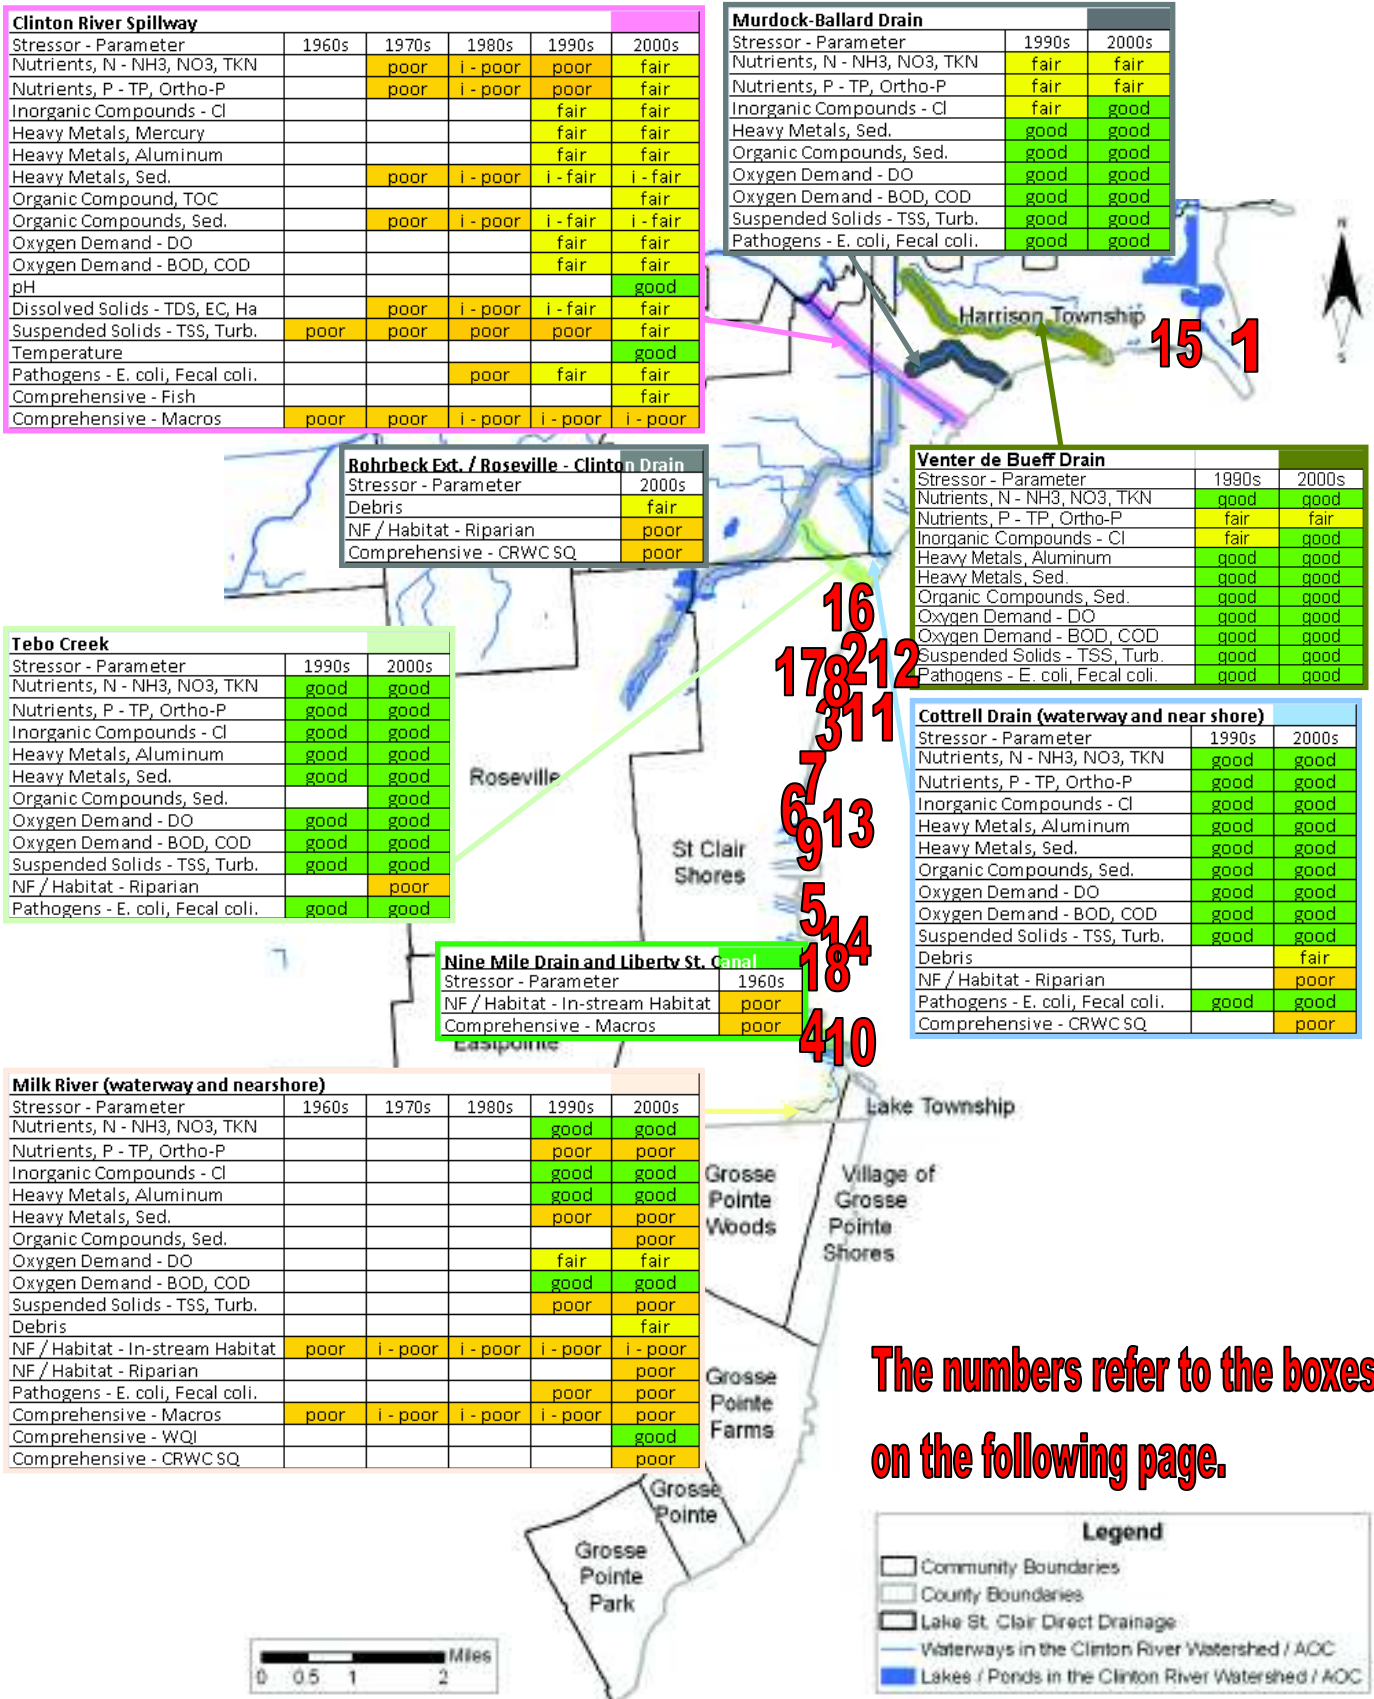 Clinton River Spillway
Stressor - Parameter 1960s 1970s 1980s 1990s 2000s
Nutrients, N - NH3, NO3, TKN poor i - poor poor fair
Nutrients, P - TP, Ortho-P poor i - poor poor fair
Inorganic Compounds - Cl fair fair
Heavy Metals, Mercury fair fair
Heavy Metals, Aluminum fair fair
Heavy Metals, Sed. poor i - poor i - fair i - fair
Organic Compound, TOC fair
Organic Compounds, Sed. poor i - poor i - fair i - fair
Oxygen Demand - DO fair fair
Oxygen Demand - BOD, COD fair fair
pH good
Dissolved Solids - TDS, EC, Ha poor i - poor i - fair fair
Suspended Solids - TSS, Turb. poor poor poor poor fair
Temperature good
Pathogens - E. coli, Fecal coli. poor fair fair
Comprehensive - Fish fair
Comprehensive - Macros poor poor i - poor i - poor i - poor
Murdock-Ballard Drain
Stressor - Parameter 1990s 2000s
Nutrients, N - NH3, NO3, TKN fair fair
Nutrients, P - TP, Ortho-P fair fair
Inorganic Compounds - Cl fair good
Heavy Metals, Sed. good good
Organic Compounds, Sed. good good
Oxygen Demand - DO good good
Oxygen Demand - BOD, COD good good
Suspended Solids - TSS, Turb. good good
Pathogens - E. coli, Fecal coli. good good
N
S
Harrison Township
15 1
Rohrbeck Ext. / Roseville - Clinton Drain
Stressor - Parameter 2000s
Debris fair
NF / Habitat - Riparian poor
Comprehensive - CRWC SQ poor
Venter de Bueff Drain
Stressor - Parameter 1990s 2000s
Nutrients, N - NH3, NO3, TKN good good
Nutrients, P - TP, Ortho-P fair fair
Inorganic Compounds - Cl fair good
Heavy Metals, Aluminum good good
Heavy Metals, Sed. good good
Organic Compounds, Sed. good good
Oxygen Demand - DO good good
Oxygen Demand - BOD, COD good good
Suspended Solids - TSS, Turb. good good
Pathogens - E. coli, Fecal coli. good good
Tebo Creek
Stressor - Parameter 1990s 2000s
Nutrients, N - NH3, NO3, TKN good good
Nutrients, P - TP, Ortho-P good good
Inorganic Compounds - Cl good good
Heavy Metals, Aluminum good good
Heavy Metals, Sed. good good
Organic Compounds, Sed. good
Oxygen Demand - DO good good
Oxygen Demand - BOD, COD good good
Suspended Solids - TSS, Turb. good good
NF / Habitat - Riparian poor
Pathogens - E. coli, Fecal coli. good good
16
2
17 8 12
3 11
7
6
13
9
5
14
18
4 10
Roseville
St Clair
Shores
Cottrell Drain (waterway and near shore)
Stressor - Parameter 1990s 2000s
Nutrients, N - NH3, NO3, TKN good good
Nutrients, P - TP, Ortho-P good good
Inorganic Compounds - Cl good good
Heavy Metals, Aluminum good good
Heavy Metals, Sed. good good
Organic Compounds, Sed. good good
Oxygen Demand - DO good good
Oxygen Demand - BOD, COD good good
Suspended Solids - TSS, Turb. good good
Debris fair
NF / Habitat - Riparian poor
Pathogens - E. coli, Fecal coli. good good
Comprehensive - CRWC SQ poor
Nine Mile Drain and Liberty St. Canal
Stressor - Parameter 1960s
NF / Habitat - In-stream Habitat poor
Comprehensive - Macros poor
Eastpointe
Milk River (waterway and nearshore)
Stressor - Parameter 1960s 1970s 1980s 1990s 2000s
Nutrients, N - NH3, NO3, TKN good good
Nutrients, P - TP, Ortho-P poor poor
Inorganic Compounds - Cl good good
Heavy Metals, Aluminum good good
Heavy Metals, Sed. poor poor
Organic Compounds, Sed. poor
Oxygen Demand - DO fair fair
Oxygen Demand - BOD, COD good good
Suspended Solids - TSS, Turb. poor poor
Debris fair
NF / Habitat - In-stream Habitat poor i - poor i - poor i - poor i - poor
NF / Habitat - Riparian poor
Pathogens - E. coli, Fecal coli. poor poor
Comprehensive - Macros poor i - poor i - poor i - poor poor
Comprehensive - WQI good
Comprehensive - CRWC SQ poor
Lake Township
Grosse
Pointe
Woods
Village of
Grosse
Pointe
Shores
Grosse
Pointe
Farms
Grosse
Pointe
Grosse
Pointe
Park
The numbers refer to the boxes
on the following page.
Legend
Community Boundaries
County Boundaries
Lake St. Clair Direct Drainage
Waterways in the Clinton River Watershed / AOC
Lakes / Ponds in the Clinton River Watershed / AOC
Miles
0 0.5 1 2